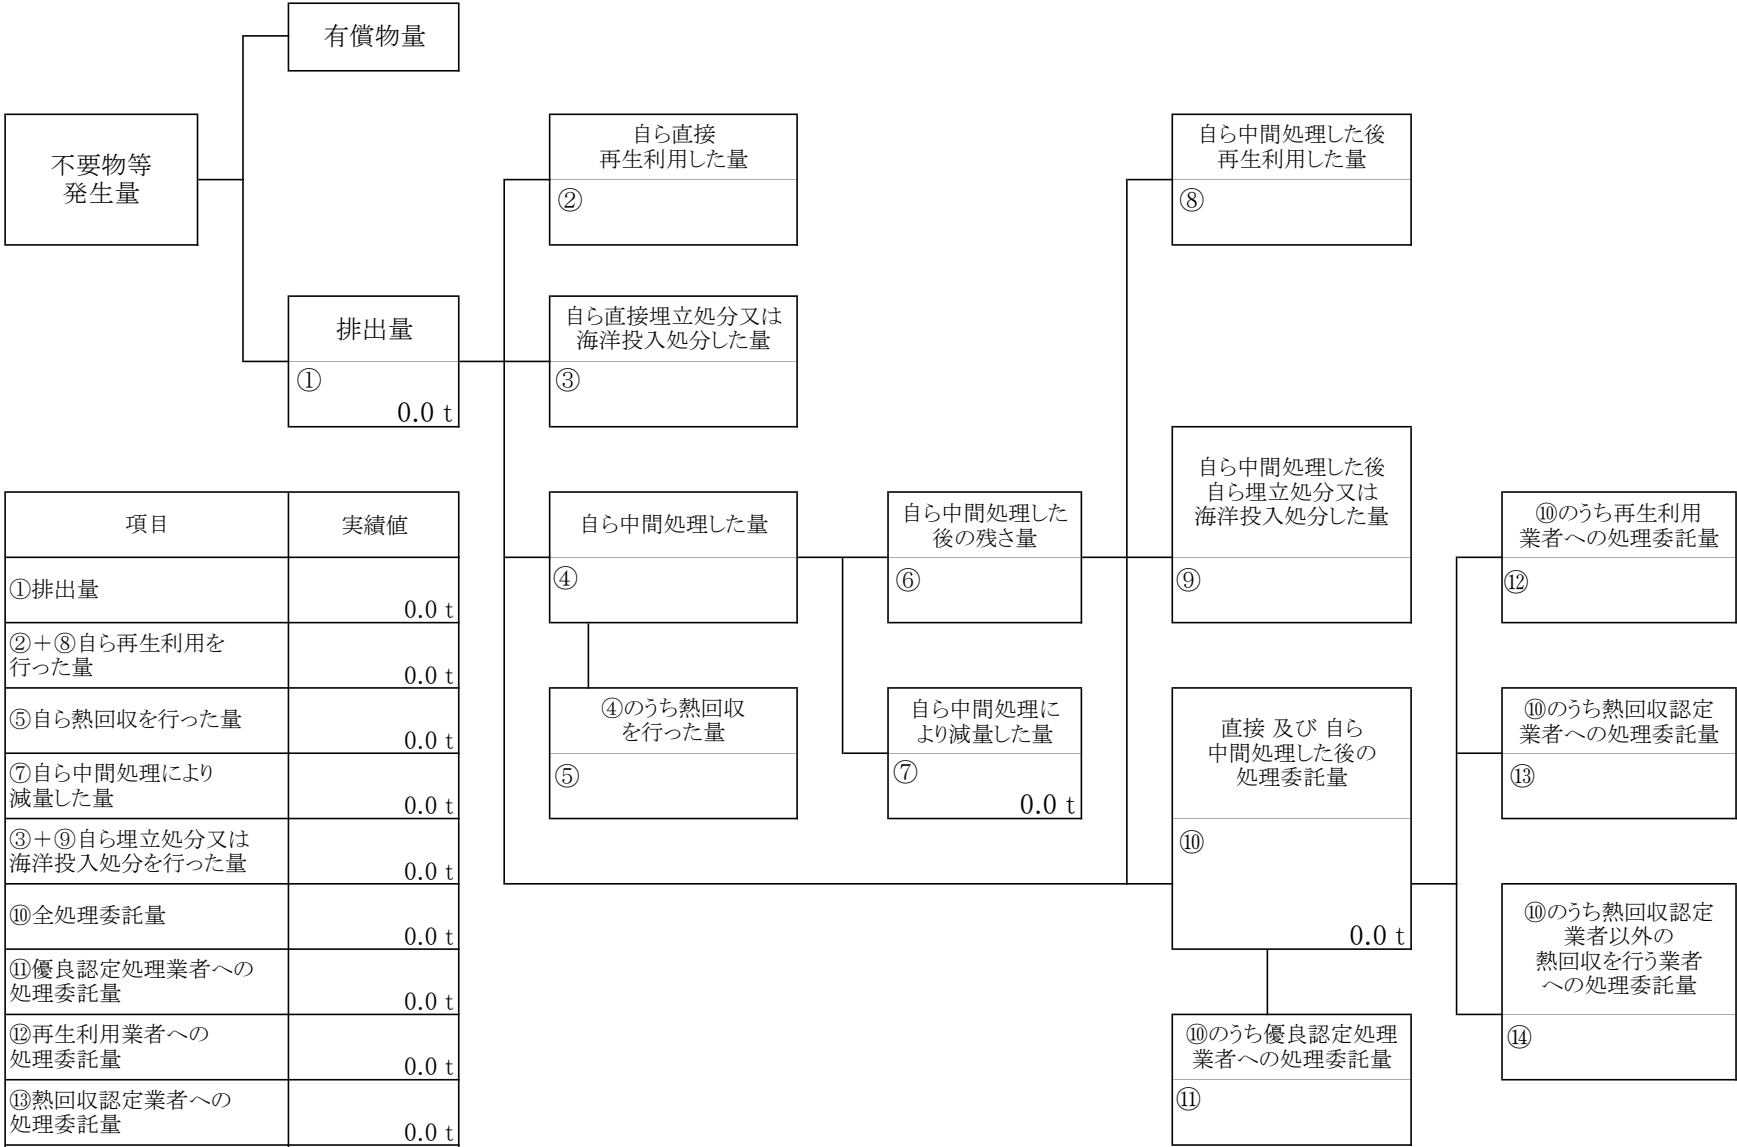 有償物量
不要物等
発生量
自ら直接
再生利用した量
②
自ら中間処理した後
再生利用した量
⑧
排出量
①
0.0 t
自ら直接埋立処分又は
海洋投入処分した量
③
自ら中間処理した量
④
自ら中間処理した
後の残さ量
⑥
自ら中間処理した後
自ら埋立処分又は
海洋投入処分した量
⑨
⑩のうち再生利用
業者への処理委託量
⑫
④のうち熱回収
を行った量
⑤
自ら中間処理に
より減量した量
⑦
0.0 t
直接 及び 自ら
中間処理した後の
処理委託量
⑩
0.0 t
⑩のうち熱回収認定
業者への処理委託量
⑬
⑩のうち熱回収認定
業者以外の
熱回収を行う業者
への処理委託量
⑭
⑩のうち優良認定処理
業者への処理委託量
⑪
項目 実績値
①排出量
0.0 t
②＋⑧自ら再生利用を
行った量
0.0 t
⑤自ら熱回収を行った量
0.0 t
⑦自ら中間処理により
減量した量
0.0 t
③＋⑨自ら埋立処分又は
海洋投入処分を行った量
0.0 t
⑩全処理委託量
0.0 t
⑪優良認定処理業者への
処理委託量
0.0 t
⑫再生利用業者への
処理委託量
0.0 t
⑬熱回収認定業者への
処理委託量
0.0 t